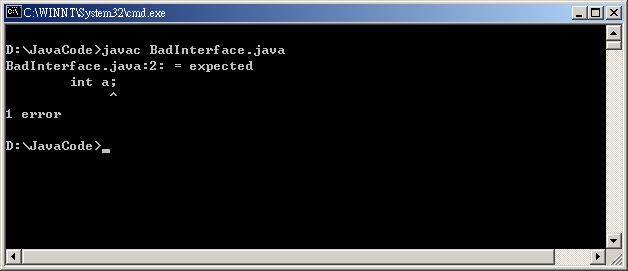 C:\WINNT\System32\cmd.exe
D:\JavaCode>javac BadInterface.java
BadInterface.java:2: = expected
        int a;
             ^
1 error
D:\JavaCode>_